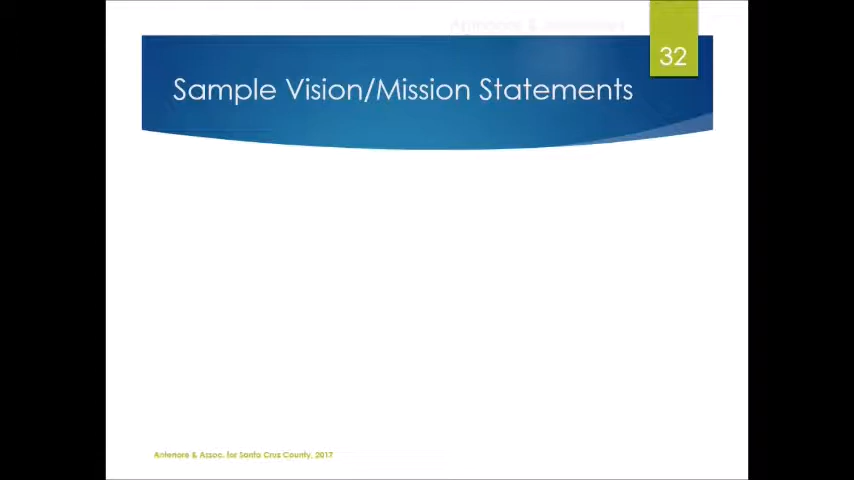 32
Sample Vision/Mission Statements
Antenore & Assoc. for Santa Cruz County, 2017